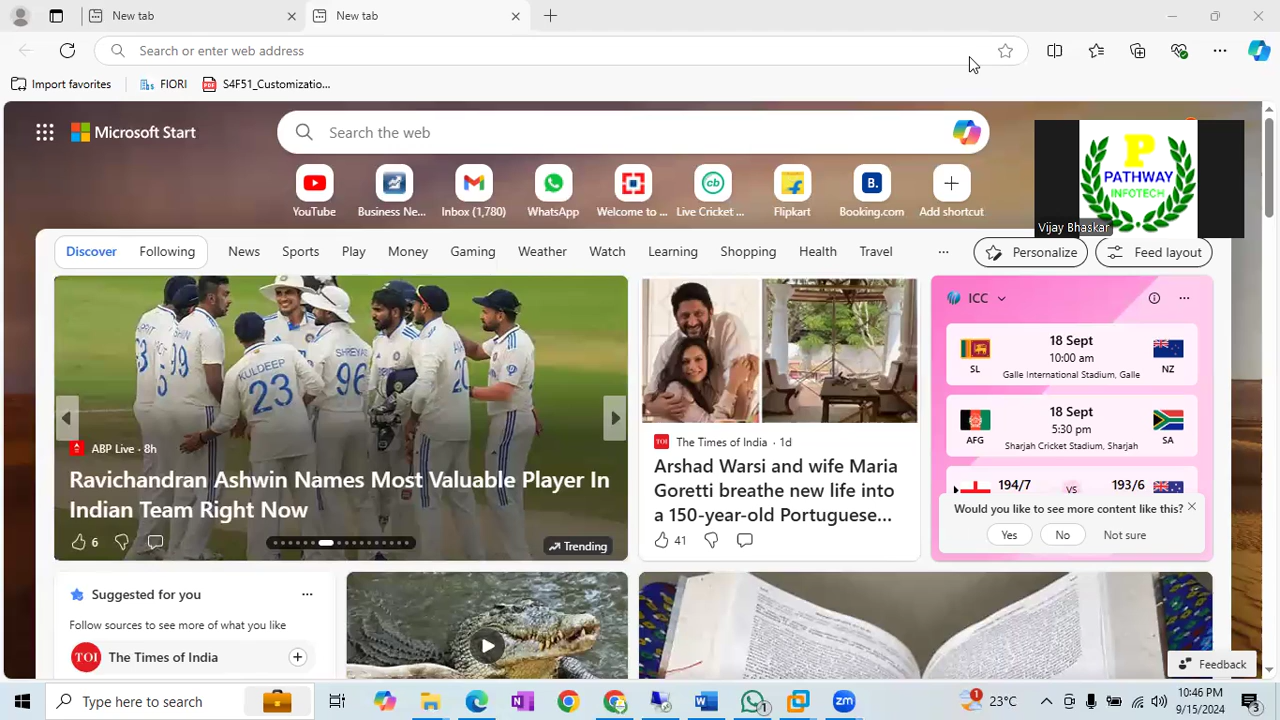 New tab
New tab
Search or enter web address
Import favorites
FIORI
S4F51_Customizatio...
Microsoft Start
Search the web
YouTube
Business Ne...
Inbox (1,780)
WhatsApp
Welcome to ...
Live Cricket ...
Flipkart
Booking.com
Add shortcut
P
PATHWAY
INFOTECH
Vijay Bhaskar
Discover
Following
News
Sports
Play
Money
Gaming
Weather
Watch
Learning
Shopping
Health
Travel
Personalize
Feed layout
KULDEEP
23
96
ABP Live · 8h
Ravichandran Ashwin Names Most Valuable Player In
Indian Team Right Now
6
Trending
TOI The Times of India · 1d
Arshad Warsi and wife Maria
Goretti breathe new life into
a 150-year-old Portuguese...
41
ICC
18 Sept
10:00 am
SL
NZ
Galle International Stadium, Galle
18 Sept
5:30 pm
AFG
SA
Sharjah Cricket Stadium, Sharjah
194/7
VS
193/6
Would you like to see more content like this?
Yes
No
Not sure
Suggested for you
Follow sources to see more of what you like
TOI The Times of India
Feedback
Type here to search
23°C
10:46 PM
9/15/2024